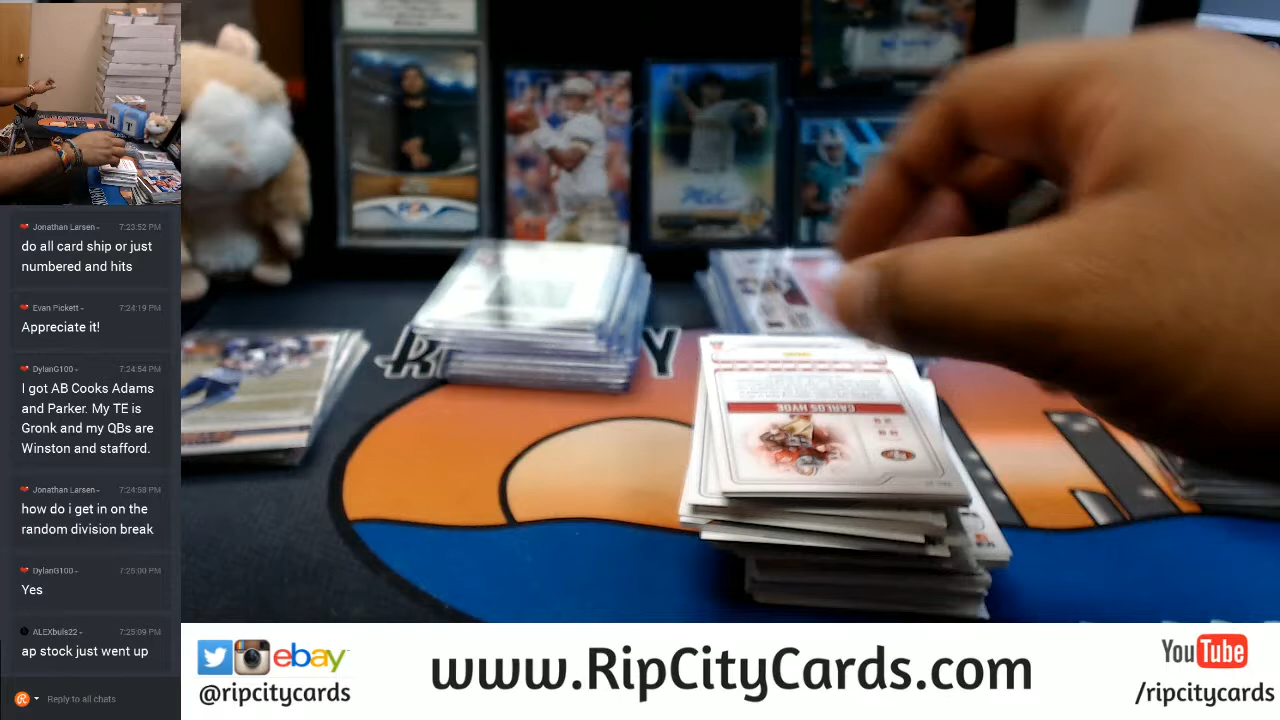 Jonathan Larsen
7:23:52 PM
do all card ship or just
numbered and hits
Evan Pickett
7:24:19 PM
Appreciate it!
DylanG100
7:24:54 PM
I got AB Cooks Adams
and Parker. My TE is
Gronk and my QBs are
Winston and stafford.
Jonathan Larsen
7:24:58 PM
how do i get in on the
random division break
DylanG100
7:25:00 PM
Yes
ALEXbuls22
7:25:09 PM
ap stock just went up
Reply to all chats
R T
Y
CARLOS HYDE
ebay
@ripcitycards
www.RipCityCards.com
YouTube
/ripcitycards